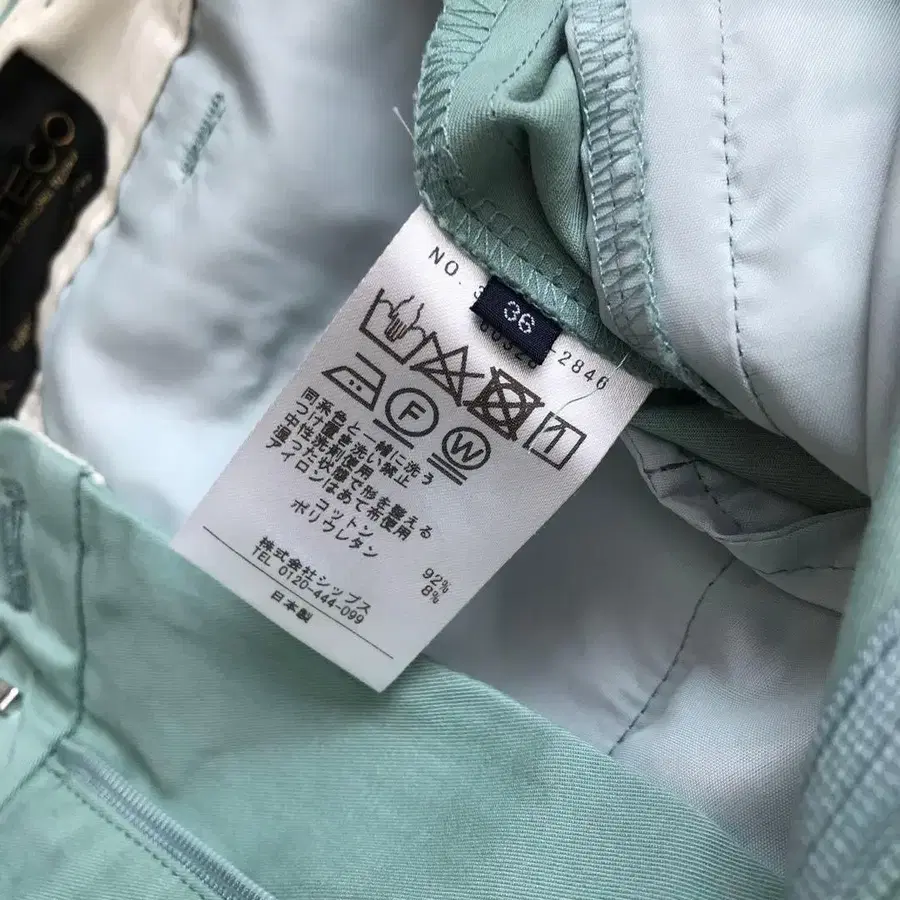 TECO
NO. 3
36
-2846
F
W
同系色と一緒に洗う
つけ置き洗い禁止
中性洗剤使用
湿った状態で形を整える
アイロンはあて布使用
コットン 92%
ポリウレタン 8%
株式会社シップス
TEL 0120-444-099
日本製